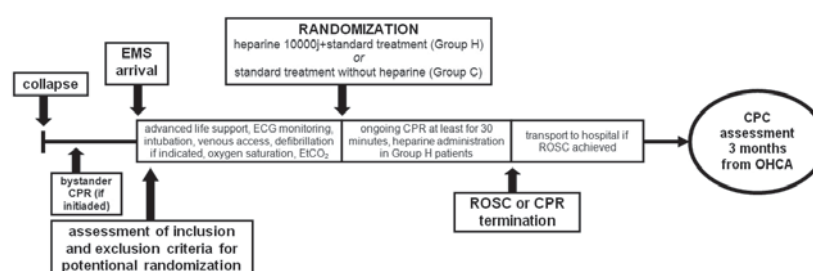 RANDOMIZATION
heparine 10000j+standard treatment (Group H)
or
standard treatment without heparine (Group C)
EMS
arrival
collapse
advanced life support, ECG monitoring,
intubation, venous access, defibrillation
if indicated, oxygen saturation, EtCO₂
ongoing CPR at least for 30
minutes, heparine administration
in Group H patients
transport to hospital if
ROSC achieved
CPC
assessment
3 months
from OHCA
bystander
CPR (if
initiaded)
ROSC or CPR
termination
assessment of inclusion
and exclusion criteria for
potentional randomization